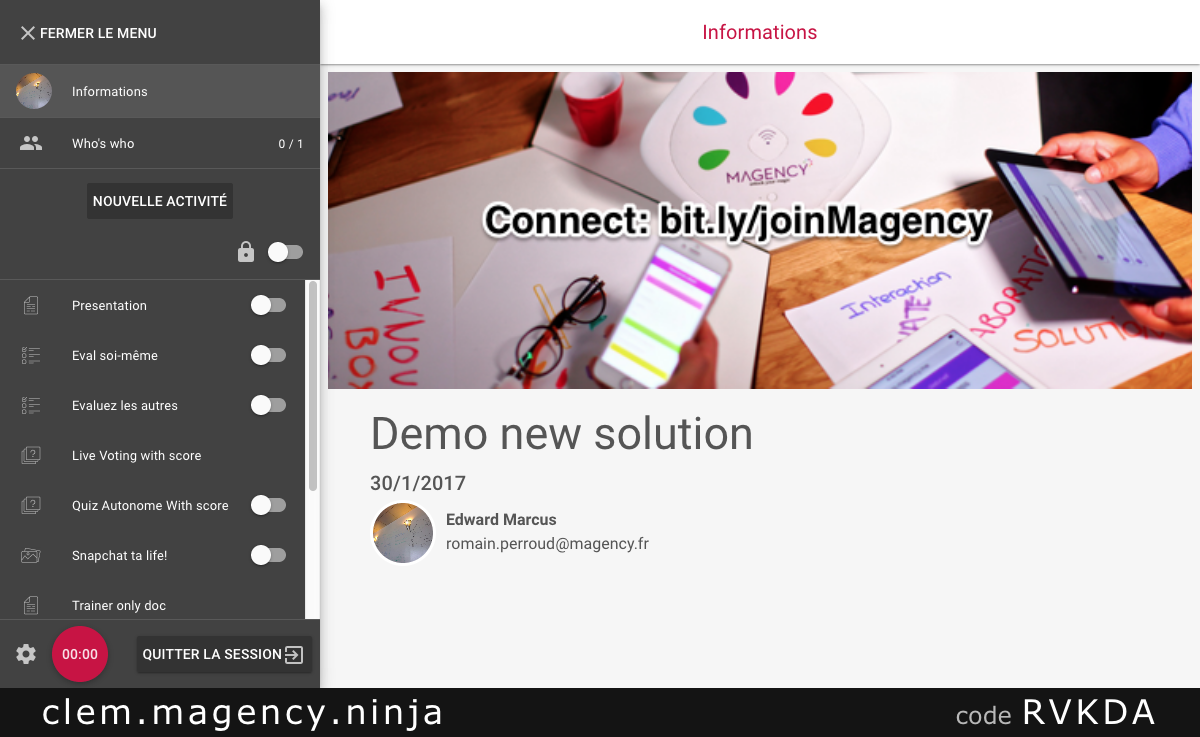 FERMER LE MENU
Informations
Informations
Who's who
0 / 1
NOUVELLE ACTIVITÉ
Presentation
Eval soi-même
Evaluez les autres
Live Voting with score
Quiz Autonome With score
Snapchat ta life!
Trainer only doc
00:00
QUITTER LA SESSION
MAGENCY
Connect: bit.ly/joinMagency
INNOV
BOX
Interaction
SOLUTION
Demo new solution
30/1/2017
Edward Marcus
romain.perroud@magency.fr
clem.magency.ninja
code RVKDA